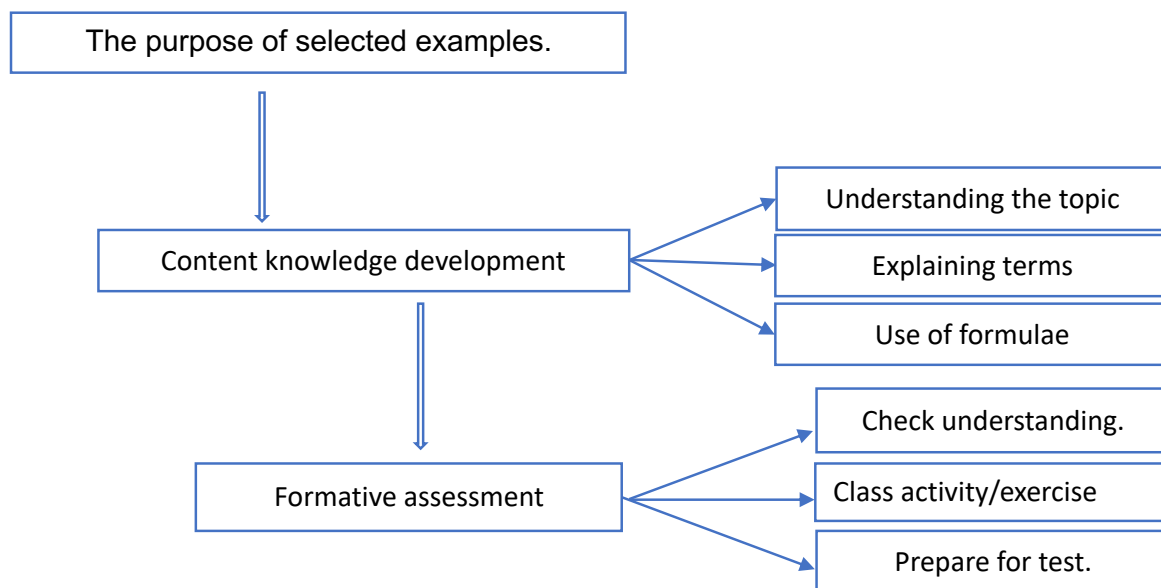 The purpose of selected examples.
Understanding the topic
Content knowledge development
Explaining terms
Use of formulae
Check understanding.
Formative assessment
Class activity/exercise
Prepare for test.